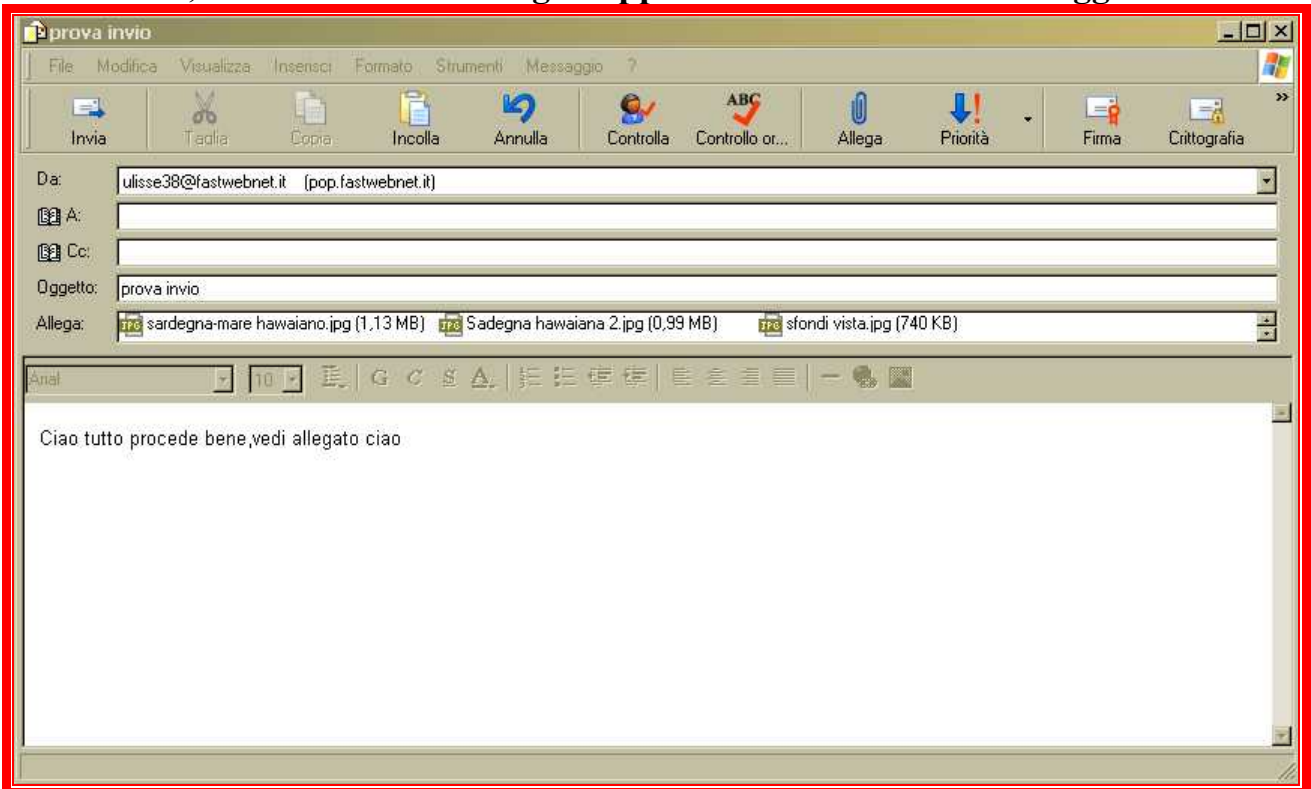 prova invio
File Modifica Visualizza Inserisci Formato Strumenti Messaggio ?
Invia Taglia Copia Incolla Annulla Controlla Controllo or... Allega Priorità Firma Crittografia
Da: ulisse38@fastwebnet.it (pop.fastwebnet.it)
A:
Cc:
Oggetto: prova invio
Allega: sardegna-mare hawaiano.jpg (1,13 MB) Sadegna hawaiana 2.jpg (0,99 MB) sfondi vista.jpg (740 KB)
Arial 10 G C S A
Ciao tutto procede bene,vedi allegato ciao